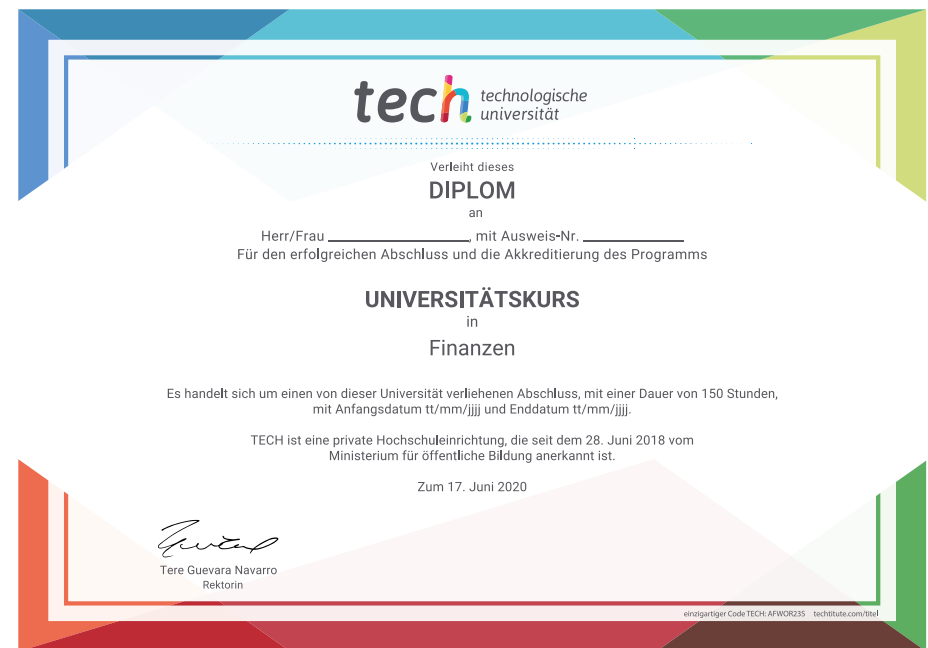 tech technologische
universität
Verleiht dieses
DIPLOM
an
Herr/Frau ____________________, mit Ausweis-Nr. ______________
Für den erfolgreichen Abschluss und die Akkreditierung des Programms
UNIVERSITÄTSKURS
in
Finanzen
Es handelt sich um einen von dieser Universität verliehenen Abschluss, mit einer Dauer von 150 Stunden,
mit Anfangsdatum tt/mm/jjjj und Enddatum tt/mm/jjjj.
TECH ist eine private Hochschuleinrichtung, die seit dem 28. Juni 2018 vom
Ministerium für öffentliche Bildung anerkannt ist.
Zum 17. Juni 2020
Tere Guevara Navarro
Rektorin
einzigartiger Code TECH: AFWOR23S techtitute.com/titel